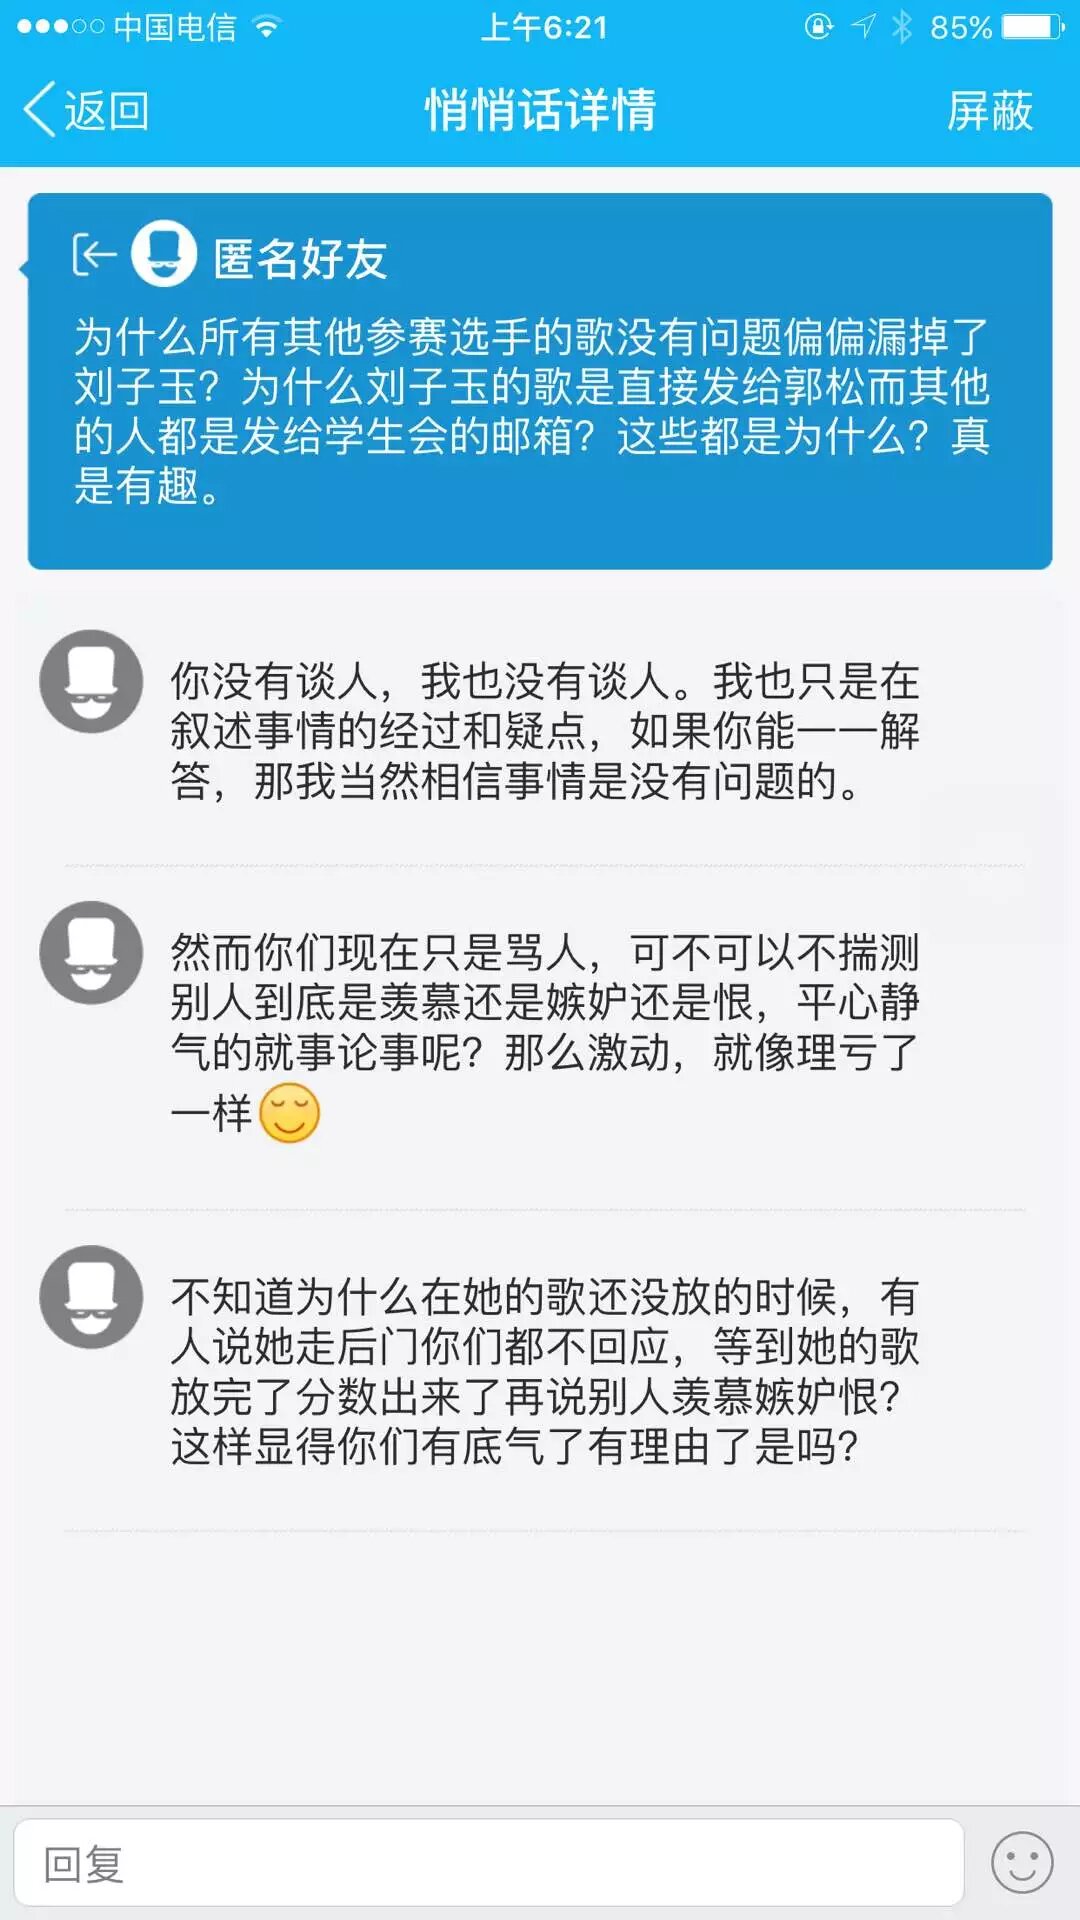 中国电信
上午6:21
85%
返回
悄悄话详情
屏蔽
匿名好友
为什么所有其他参赛选手的歌没有问题偏偏漏掉了
刘子玉？为什么刘子玉的歌是直接发给郭松而其他
的人都是发给学生会的邮箱？这些都是为什么？真
是有趣。
你没有谈人，我也没有谈人。我也只是在
叙述事情的经过和疑点，如果你能一一解
答，那我当然相信事情是没有问题的。
然而你们现在只是骂人，可不可以不揣测
别人到底是羡慕还是嫉妒还是恨，平心静
气的就事论事呢？那么激动，就像理亏了
一样
不知道为什么在她的歌还没放的时候，有
人说她走后门你们都不回应，等到她的歌
放完了分数出来了再说别人羡慕嫉妒恨？
这样显得你们有底气了有理由了是吗？
回复